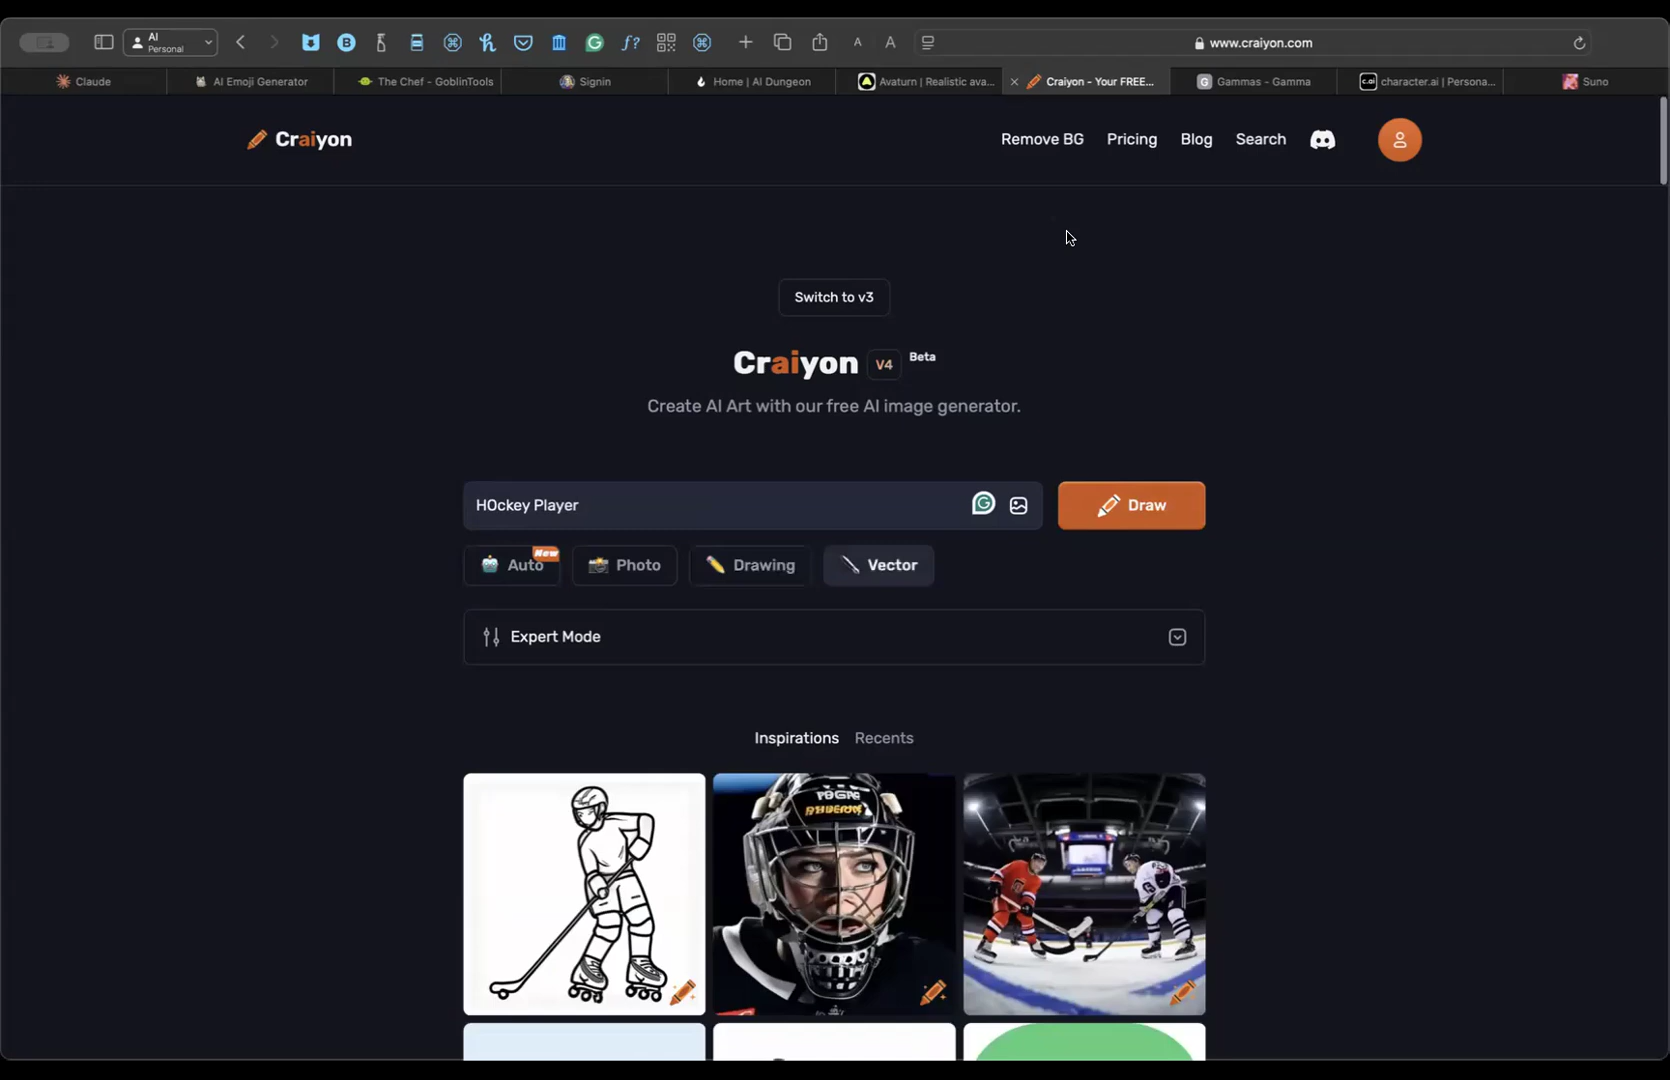 AI
Personal
www.craiyon.com
Claude
AI Emoji Generator
The Chef - GoblinTools
Signin
Home | AI Dungeon
Avaturn | Realistic ava...
Craiyon - Your FREE...
Gammas - Gamma
character.ai | Persona...
Suno
Craiyon
Remove BG
Pricing
Blog
Search
Switch to v3
Craiyon V4 Beta
Create AI Art with our free AI image generator.
HOckey Player
Draw
Auto
New
Photo
Drawing
Vector
Expert Mode
Inspirations
Recents